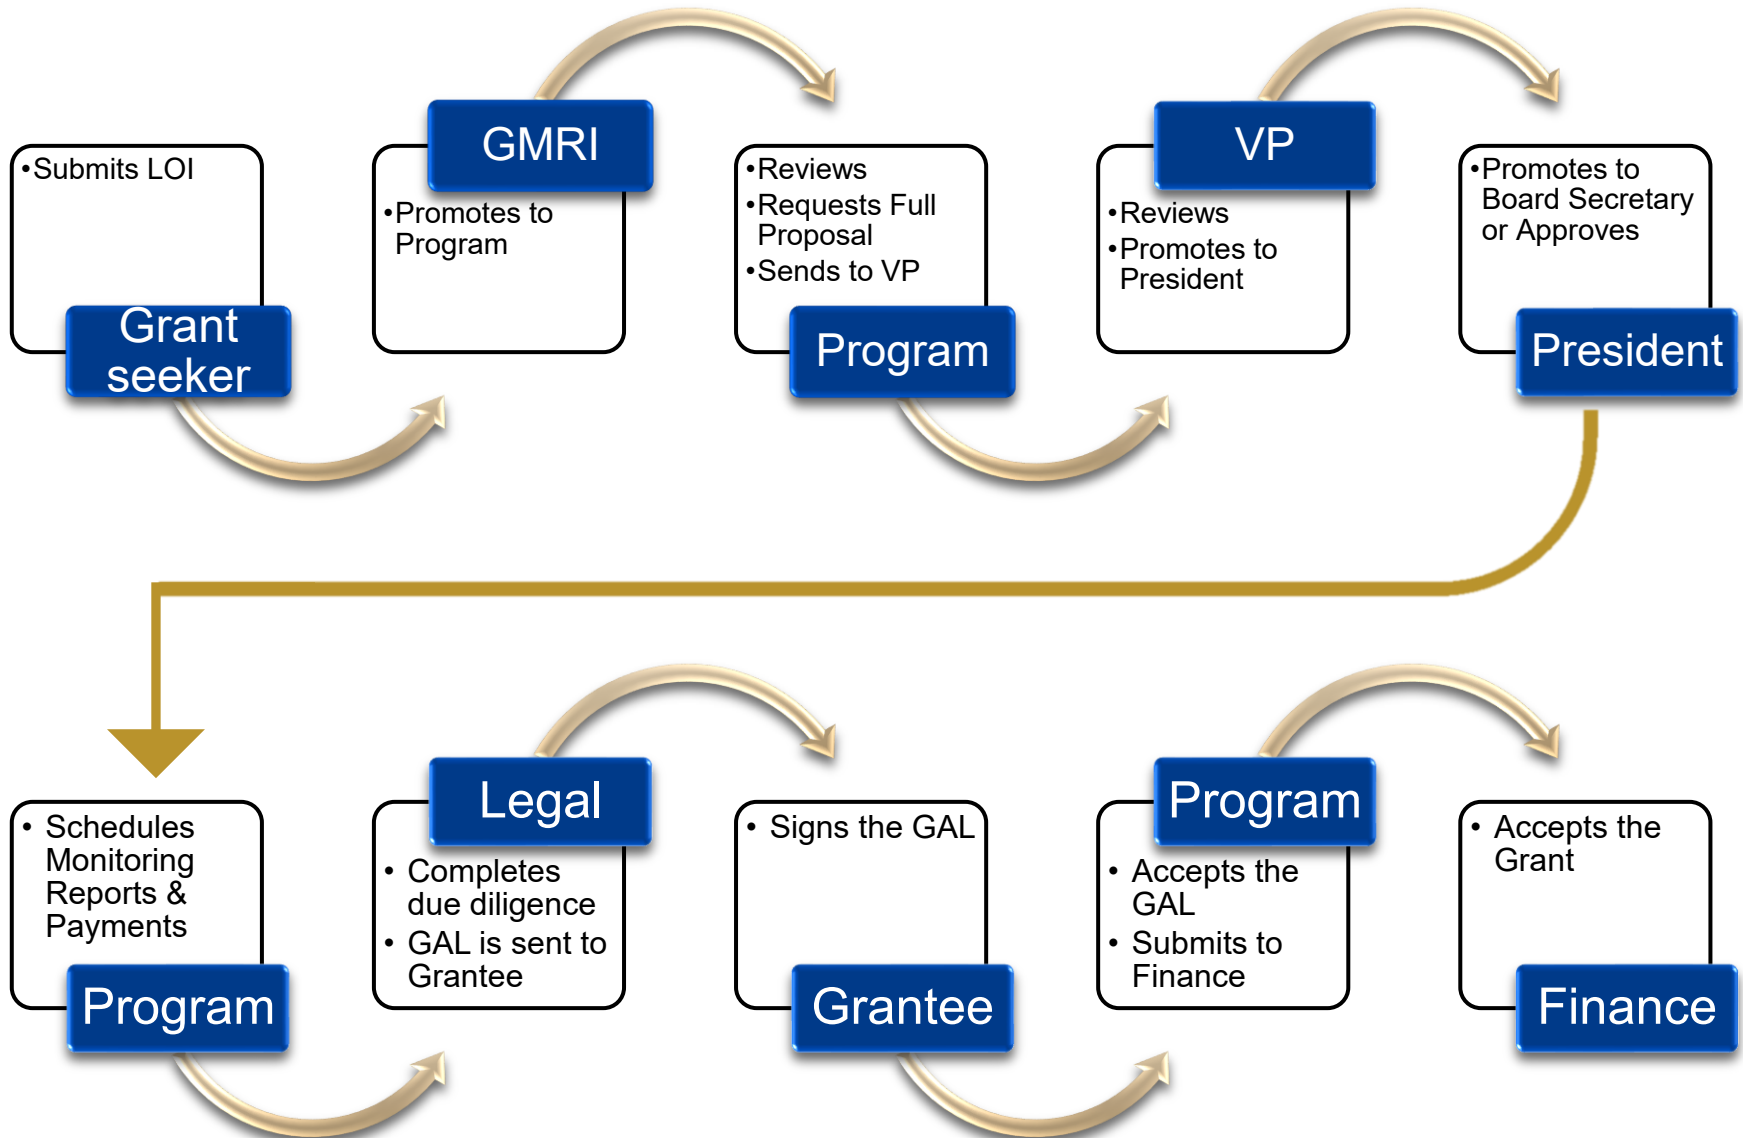 •Submits LOI
Grant
seeker
GMRI
•Promotes to
Program
•Reviews
•Requests Full
Proposal
•Sends to VP
Program
VP
•Reviews
•Promotes to
President
•Promotes to
Board Secretary
or Approves
President
• Schedules
Monitoring
Reports &
Payments
Program
Legal
• Completes
due diligence
• GAL is sent to
Grantee
• Signs the GAL
Grantee
Program
• Accepts the
GAL
• Submits to
Finance
• Accepts the
Grant
Finance